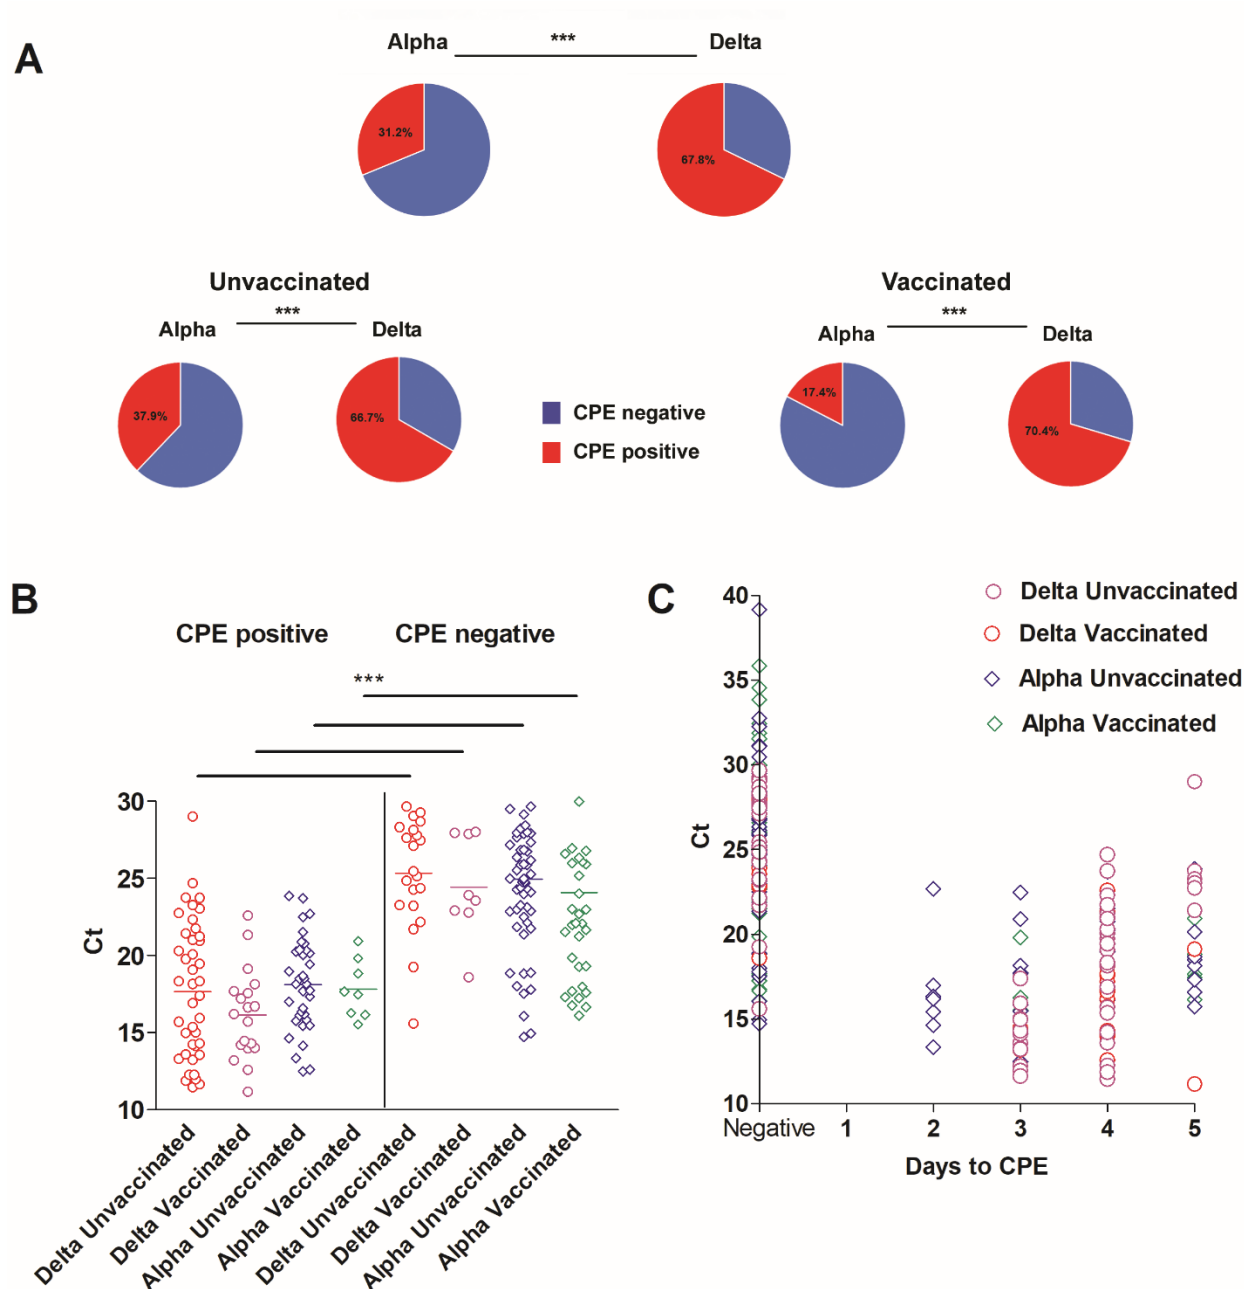 A
Alpha *** Delta
31.2% 67.8%
Unvaccinated
***
Alpha Delta
37.9% 66.7%
Vaccinated
***
Alpha Delta
17.4% 70.4%
CPE negative
CPE positive
B
CPE positive CPE negative
***
Ct
30
25
20
15
10
Delta Unvaccinated
Delta Vaccinated
Alpha Unvaccinated
Alpha Vaccinated
Delta Unvaccinated
Delta Vaccinated
Alpha Unvaccinated
Alpha Vaccinated
C
Delta Unvaccinated
Delta Vaccinated
Alpha Unvaccinated
Alpha Vaccinated
Ct
40
35
30
25
20
15
10
Negative 1 2 3 4 5
Days to CPE